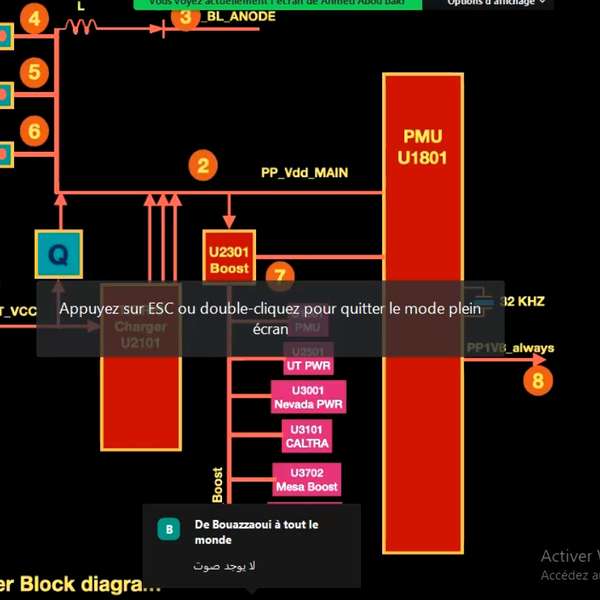 Vous voyez actuellement l'écran de Ahmed Abou bakr
Options d'affichage
L
4
3
_BL_ANODE
5
6
PMU
U1801
2
PP_Vdd_MAIN
Q
U2301
Boost
7
Appuyez sur ESC ou double-cliquez pour quitter le mode plein
écran
32 KHZ
T_VCC
Charger
U2101
PMU
PP1V8_always
U2501
UT PWR
8
U3001
Nevada PWR
U3101
CALTRA
U3702
Mesa Boost
Boost
B
De Bouazzaoui à tout le
monde
لا يوجد صوت
er Block diagra...
Activer
Accédez a